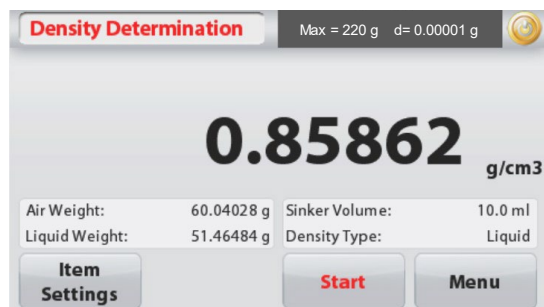 Density Determination Max = 220 g d= 0.00001 g
0.85862 g/cm3
Air Weight: 60.04028 g Sinker Volume: 10.0 ml
Liquid Weight: 51.46484 g Density Type: Liquid
Item Settings Start Menu